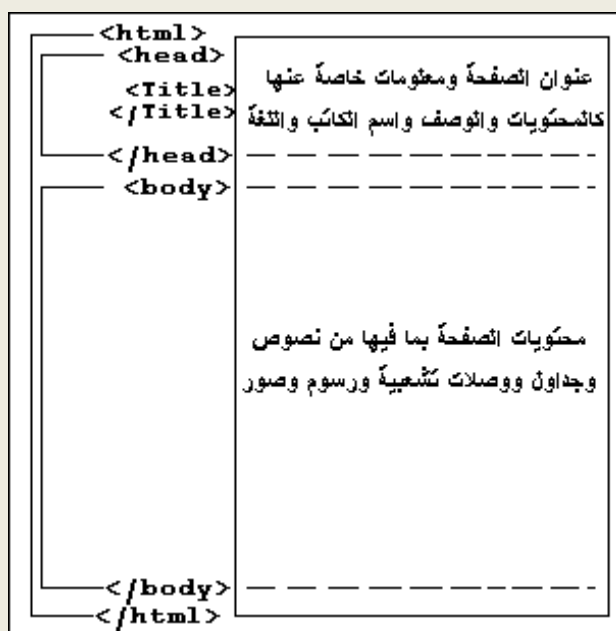 <html>
<head>
<Title>
</Title>
عنوان الصفحة ومعلومات خاصة عنها
كالمحتويات والوصف واسم الكاتب واللغة
</head>
<body>
محتويات الصفحة بما فيها من نصوص
وجداول ووصلات تشعبية ورسوم وصور
</body>
</html>